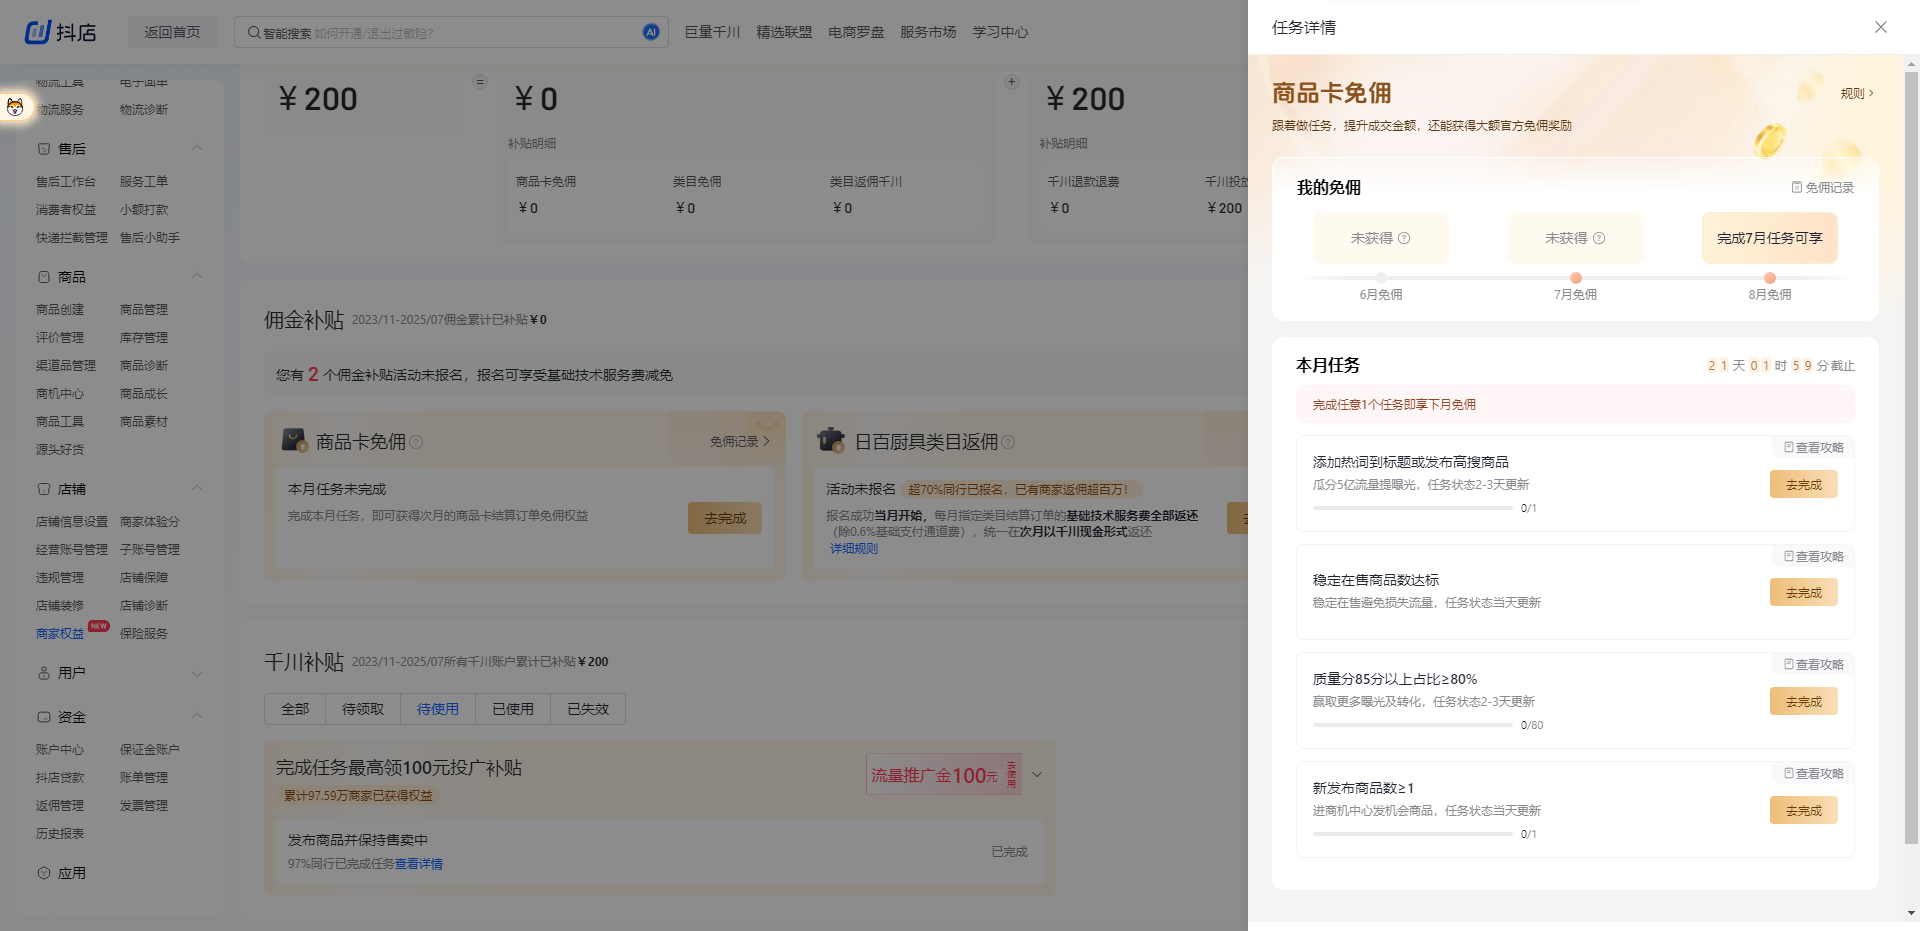 抖店
返回首页
智能搜索 如何开通/退出过敏险?
AI
巨量千川
精选联盟
电商罗盘
服务市场
学习中心
物流工具 电子面单
物流服务 物流诊断
售后
售后工作台 服务工单
消费者权益 小额打款
快递拦截管理 售后小助手
商品
商品创建 商品管理
评价管理 库存管理
渠道品管理 商品诊断
商机中心 商品成长
商品工具 商品素材
源头好货
店铺
店铺信息设置 商家体验分
经营账号管理 子账号管理
违规管理 店铺保障
店铺装修 店铺诊断
商家权益 NEW 保险服务
用户
资金
账户中心 保证金账户
抖店贷款 账单管理
返佣管理 发票管理
历史报表
应用
¥200
=
¥0
+
¥200
补贴明细
商品卡免佣 类目免佣 类目返佣千川
¥0 ¥0 ¥0
补贴明细
千川退款退费 千川投放
¥0 ¥200
佣金补贴 2023/11-2025/07佣金累计已补贴¥0
您有 2 个佣金补贴活动未报名，报名可享受基础技术服务费减免
商品卡免佣 免佣记录
本月任务未完成
完成本月任务，即可获得次月的商品卡结算订单免佣权益
去完成
日百厨具类目返佣
活动未报名 超70%同行已报名，已有商家返佣超百万！
报名成功当月开始，每月指定类目结算订单的基础技术服务费全部返还
（除0.6%基础支付通道费），统一在次月以千川现金形式返还
详细规则
千川补贴 2023/11-2025/07所有千川账户累计已补贴¥200
全部 待领取 待使用 已使用 已失效
完成任务最高领100元投广补贴
累计97.59万商家已获得权益
流量推广金100元 去使用
发布商品并保持售卖中
97%同行已完成任务查看详情
已完成
任务详情
商品卡免佣
规则
跟着做任务，提升成交金额，还能获得大额官方免佣奖励
我的免佣 免佣记录
未获得 未获得 完成7月任务可享
6月免佣 7月免佣 8月免佣
本月任务 21天01时59分截止
完成任意1个任务即享下月免佣
查看攻略
添加热词到标题或发布高搜商品
瓜分5亿流量提曝光，任务状态2-3天更新
0/1
去完成
查看攻略
稳定在售商品数达标
稳定在售避免损失流量，任务状态当天更新
去完成
查看攻略
质量分85分以上占比≥80%
赢取更多曝光及转化，任务状态2-3天更新
0/80
去完成
查看攻略
新发布商品数≥1
进商机中心发机会商品，任务状态当天更新
0/1
去完成